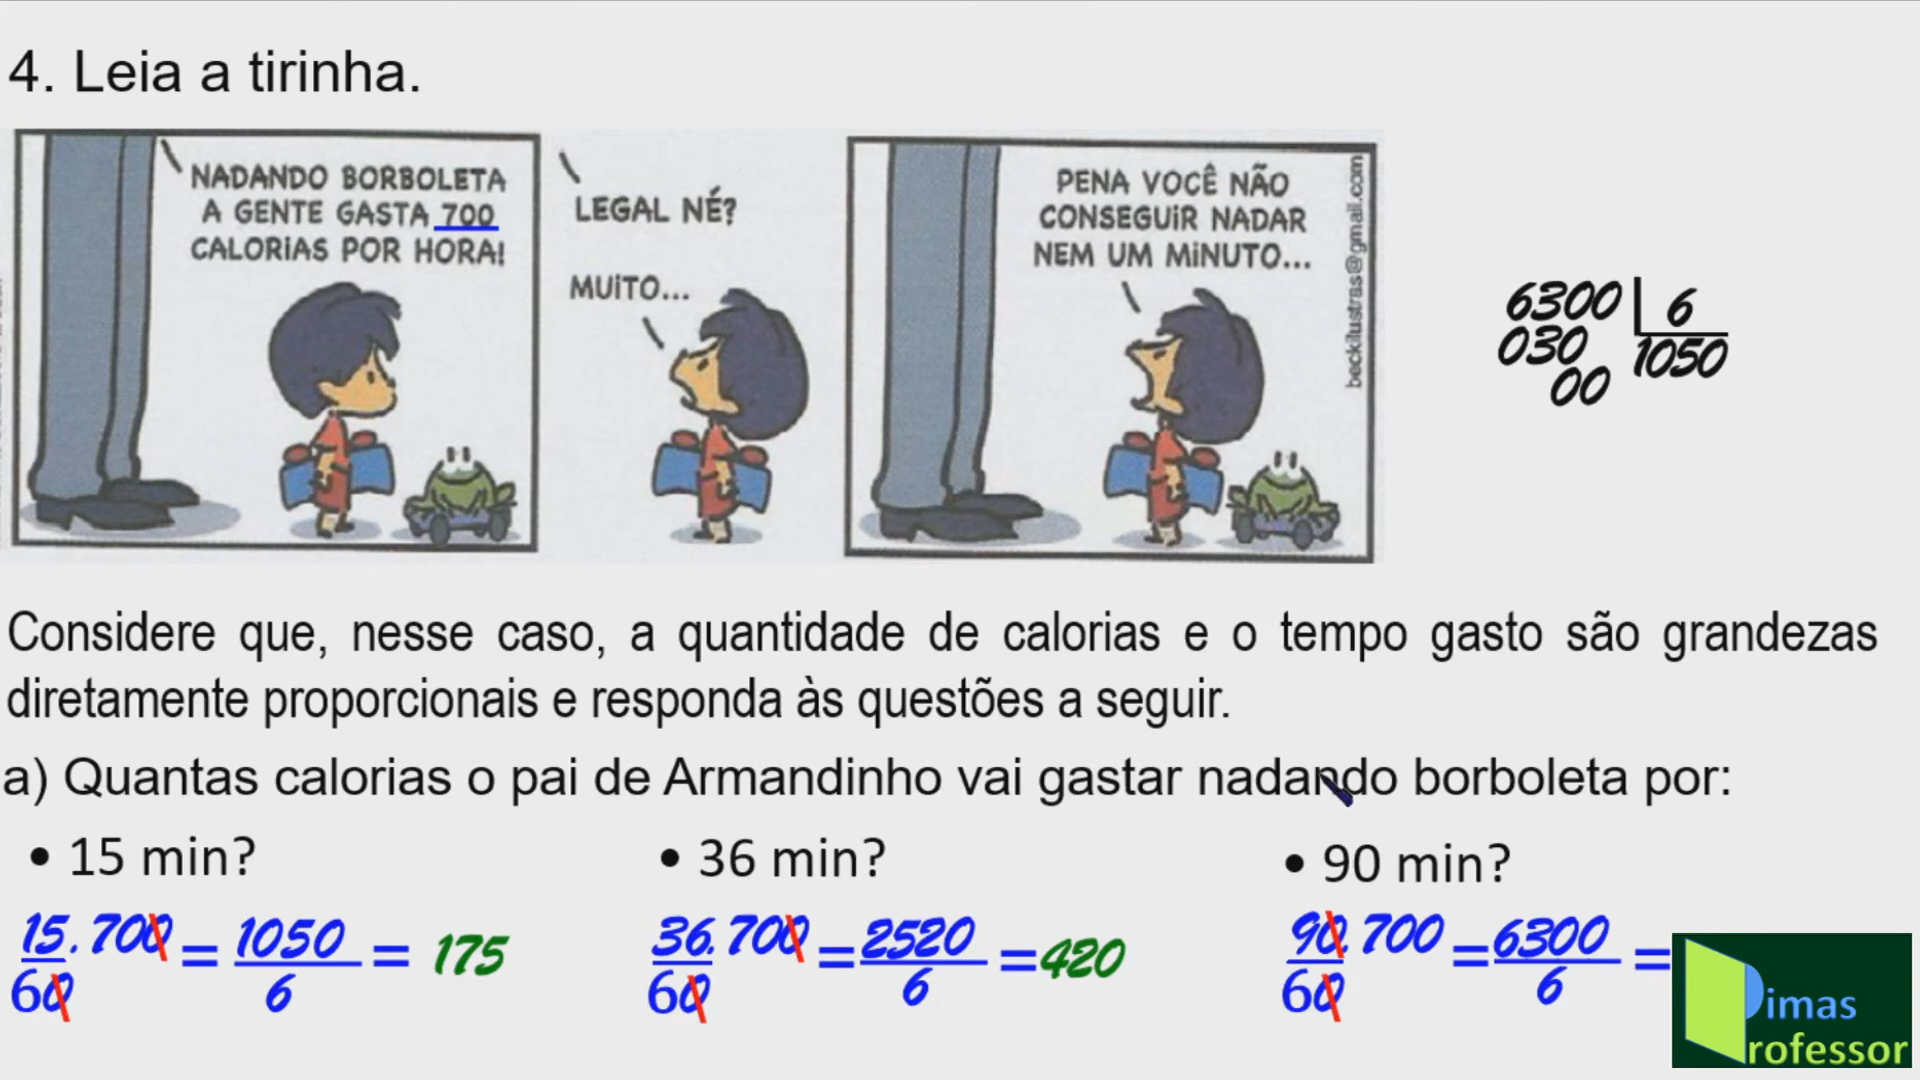 4. Leia a tirinha.
NADANDO BORBOLETA
A GENTE GASTA 700
CALORIAS POR HORA!
LEGAL NÉ?
MUITO...
PENA VOCÊ NÃO
CONSEGUIR NADAR
NEM UM MINUTO...
beckilustras@gmail.com
6300 | 6
030 1050
00
Considere que, nesse caso, a quantidade de calorias e o tempo gasto são grandezas
diretamente proporcionais e responda às questões a seguir.
a) Quantas calorias o pai de Armandinho vai gastar nadando borboleta por:
• 15 min?
15.700 = 1050 = 175
60 6
• 36 min?
36.700 = 2520 = 420
60 6
• 90 min?
90.700 = 6300 =
60 6
Dimas
Professor